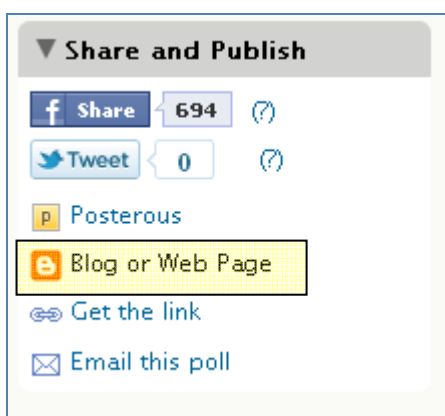 ▼ Share and Publish
f Share 694 (?)
Tweet 0 (?)
p Posterous
Blog or Web Page
Get the link
Email this poll